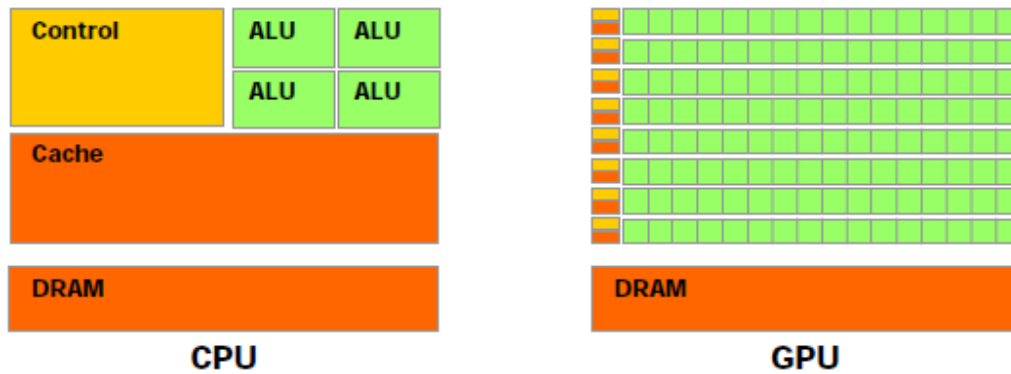 Control
ALU ALU
ALU ALU
Cache
DRAM
CPU
DRAM
GPU